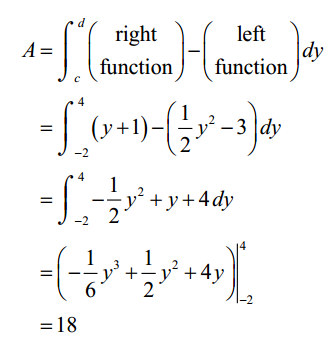 A = ∫_c^d (right function) − (left function) dy
= ∫_{-2}^{4} (y+1) − (1/2 y² − 3) dy
= ∫_{-2}^{4} −1/2 y² + y + 4 dy
= (−1/6 y³ + 1/2 y² + 4y)|_{-2}^{4}
= 18